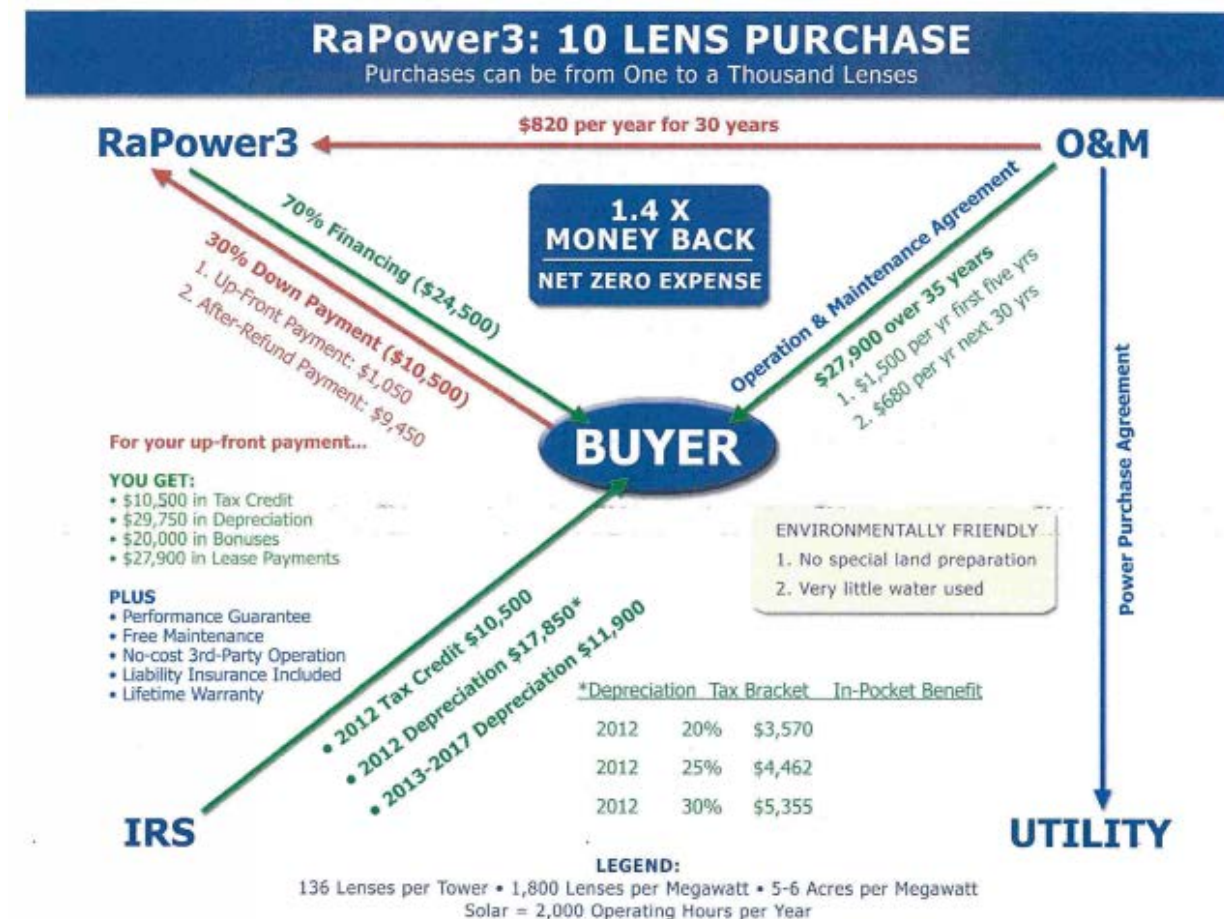 RaPower3: 10 LENS PURCHASE
Purchases can be from One to a Thousand Lenses
$820 per year for 30 years
RaPower3
O&M
1.4 X
MONEY BACK
NET ZERO EXPENSE
70% Financing ($24,500)
30% Down Payment ($10,500)
1. Up-Front Payment: $1,050
2. After-Refund Payment: $9,450
Operation & Maintenance Agreement
$27,900 over 35 years
1. $1,500 per yr first five yrs
2. $680 per yr next 30 yrs
Power Purchase Agreement
BUYER
For your up-front payment...
YOU GET:
• $10,500 in Tax Credit
• $29,750 in Depreciation
• $20,000 in Bonuses
• $27,900 in Lease Payments
PLUS
• Performance Guarantee
• Free Maintenance
• No-cost 3rd-Party Operation
• Liability Insurance Included
• Lifetime Warranty
ENVIRONMENTALLY FRIENDLY
1. No special land preparation
2. Very little water used
• 2012 Tax Credit $10,500
• 2012 Depreciation $17,850*
• 2013-2017 Depreciation $11,900
*Depreciation Tax Bracket In-Pocket Benefit
2012 20% $3,570
2012 25% $4,462
2012 30% $5,355
IRS
UTILITY
LEGEND:
136 Lenses per Tower • 1,800 Lenses per Megawatt • 5-6 Acres per Megawatt
Solar = 2,000 Operating Hours per Year